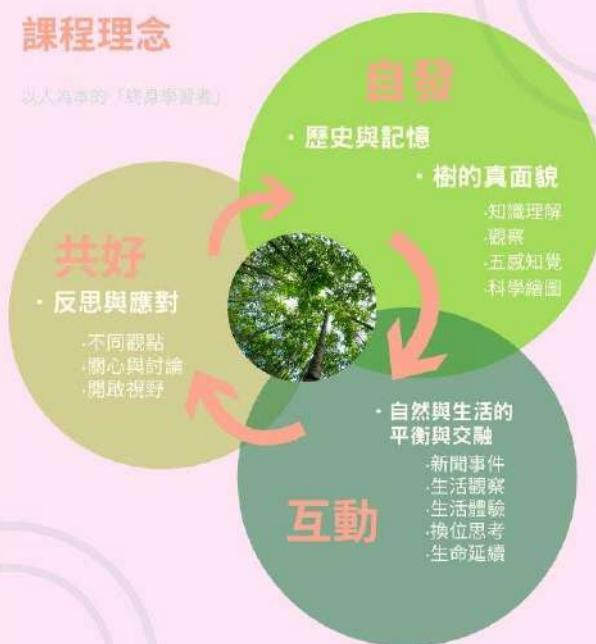 課程理念
以人為本的「終身學習者」
自發
・歷史與記憶
・樹的真面貌
·知識理解
·觀察
·五感知覺
·科學繪圖
共好
・反思與應對
·不同觀點
·關心與討論
·開啟視野
・自然與生活的
平衡與交融
·新聞事件
·生活觀察
·生活體驗
·換位思考
·生命延續
互動